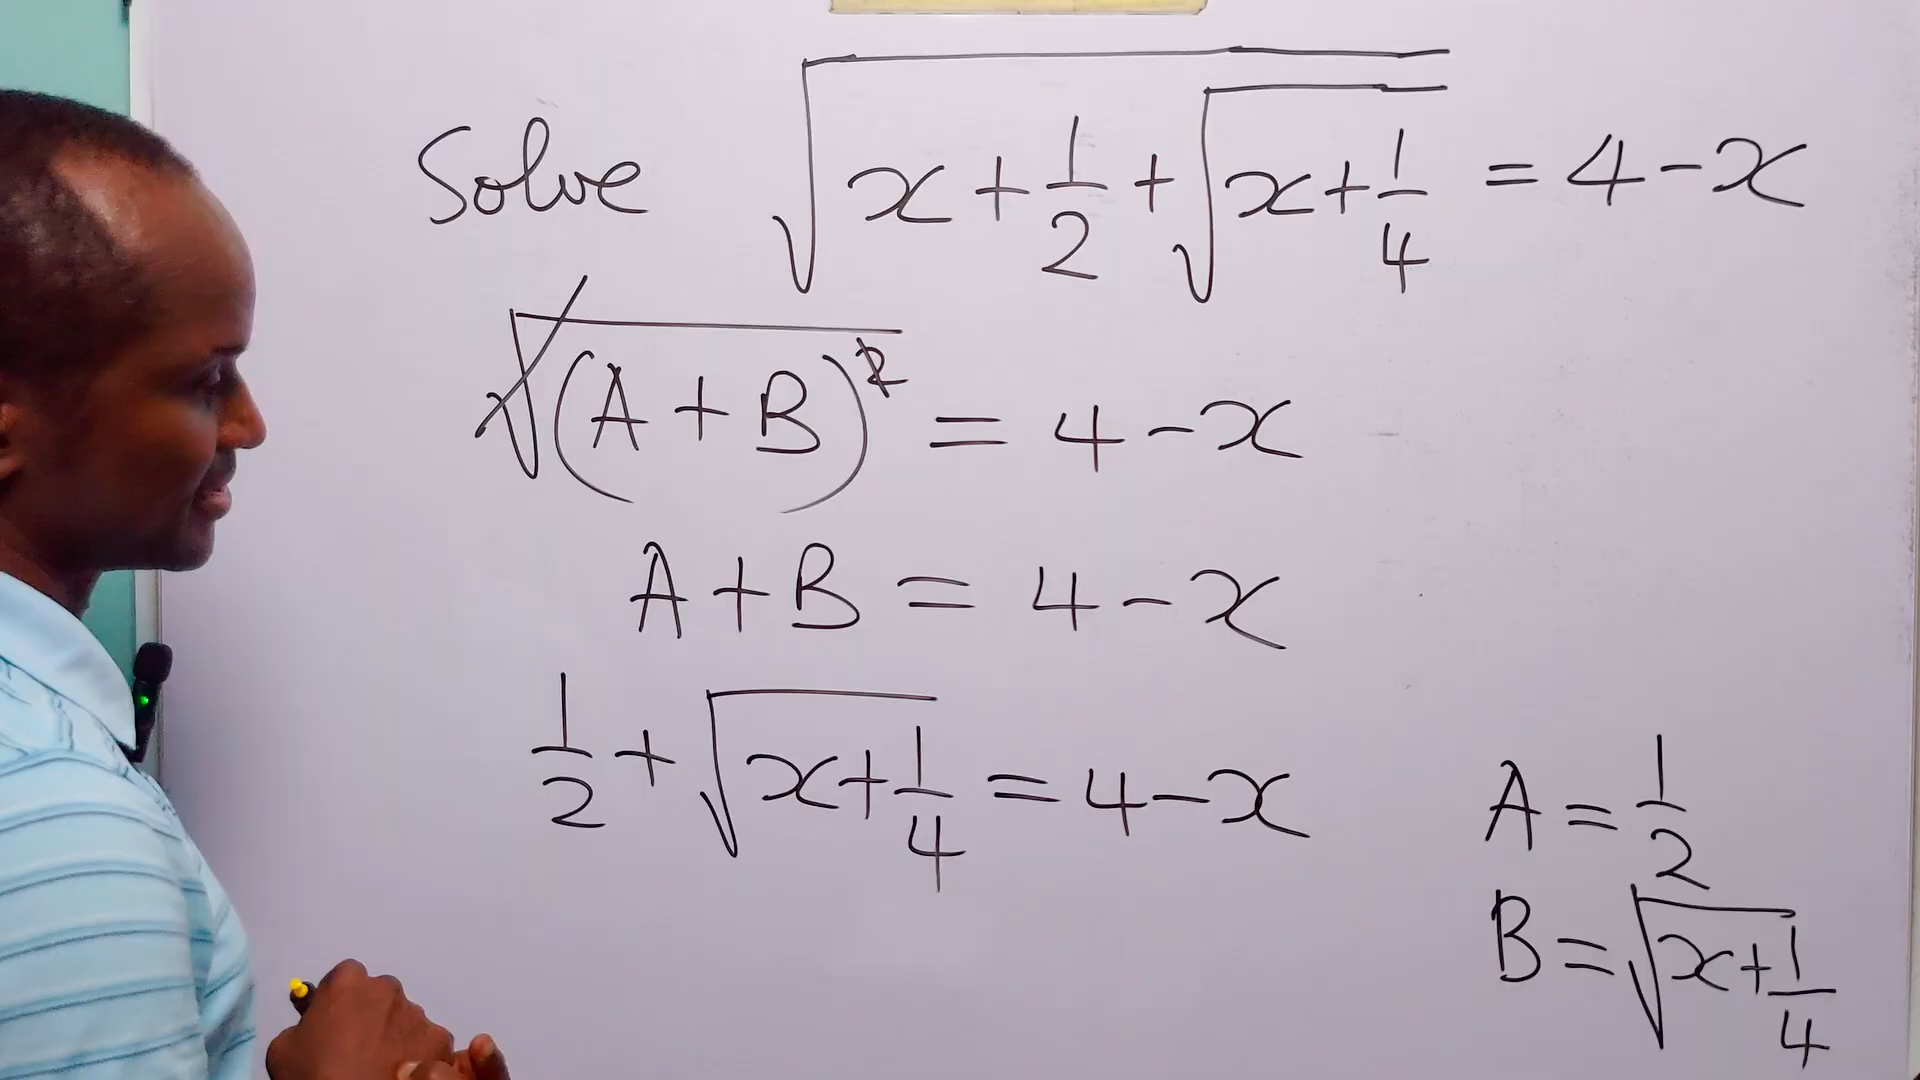 Solve √(x + 1/2 + √(x + 1/4)) = 4 - x
√(A + B)² = 4 - x
A + B = 4 - x
1/2 + √(x + 1/4) = 4 - x
A = 1/2
B = √(x + 1/4)